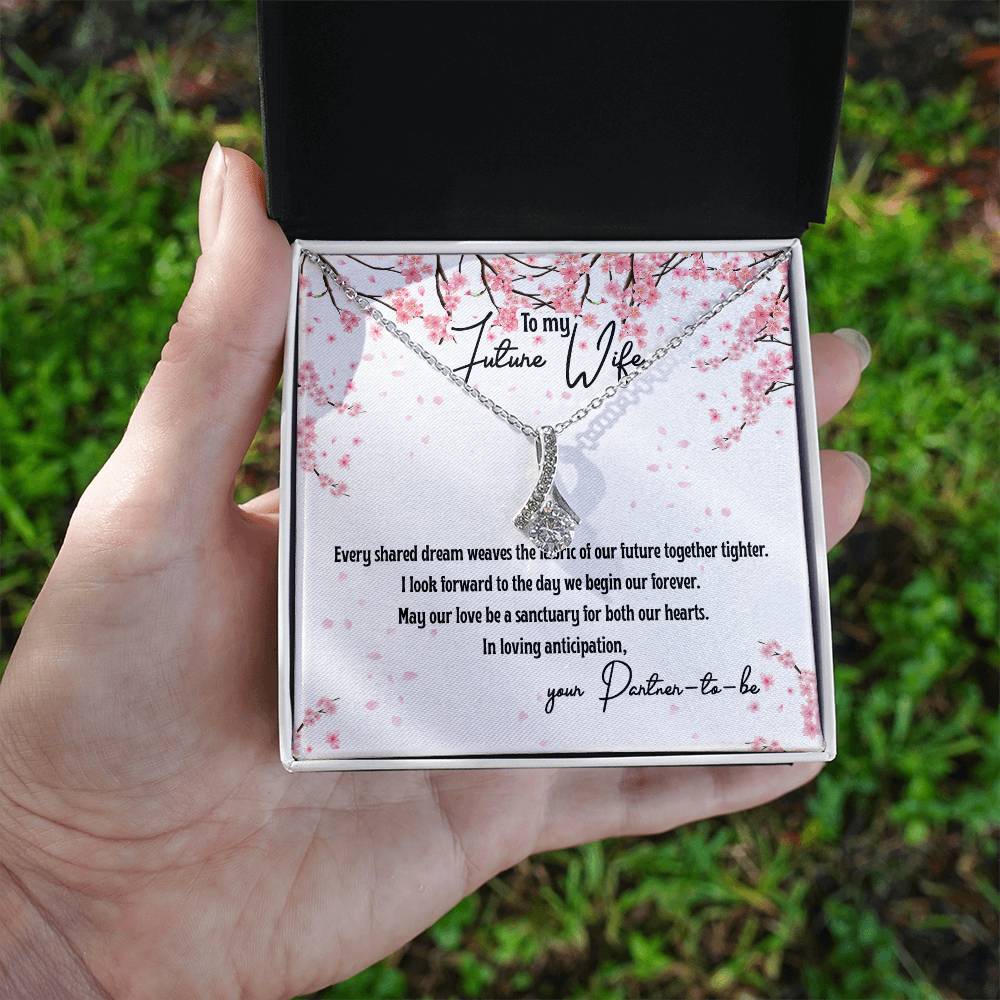 To my
Future Wife
Every shared dream weaves the fabric of our future together tighter.
I look forward to the day we begin our forever.
May our love be a sanctuary for both our hearts.
In loving anticipation,
your Partner-to-be